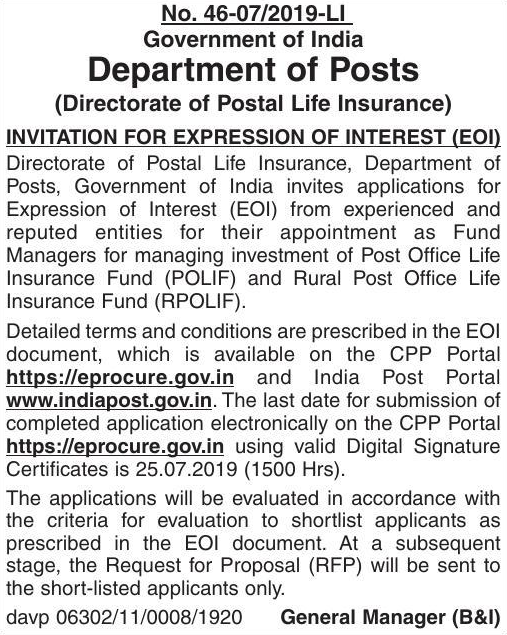 No. 46-07/2019-LI
Government of India
Department of Posts
(Directorate of Postal Life Insurance)
INVITATION FOR EXPRESSION OF INTEREST (EOI)
Directorate of Postal Life Insurance, Department of
Posts, Government of India invites applications for
Expression of Interest (EOI) from experienced and
reputed entities for their appointment as Fund
Managers for managing investment of Post Office Life
Insurance Fund (POLIF) and Rural Post Office Life
Insurance Fund (RPOLIF).
Detailed terms and conditions are prescribed in the EOI
document, which is available on the CPP Portal
https://eprocure.gov.in and India Post Portal
www.indiapost.gov.in. The last date for submission of
completed application electronically on the CPP Portal
https://eprocure.gov.in using valid Digital Signature
Certificates is 25.07.2019 (1500 Hrs).
The applications will be evaluated in accordance with
the criteria for evaluation to shortlist applicants as
prescribed in the EOI document. At a subsequent
stage, the Request for Proposal (RFP) will be sent to
the short-listed applicants only.
davp 06302/11/0008/1920 General Manager (B&I)